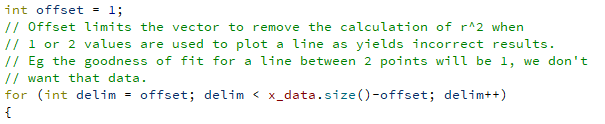 int offset = 1;
// Offset limits the vector to remove the calculation of r^2 when
// 1 or 2 values are used to plot a line as yields incorrect results.
// Eg the goodness of fit for a line between 2 points will be 1, we don't
// want that data.
for (int delim = offset; delim < x_data.size()-offset; delim++)
{